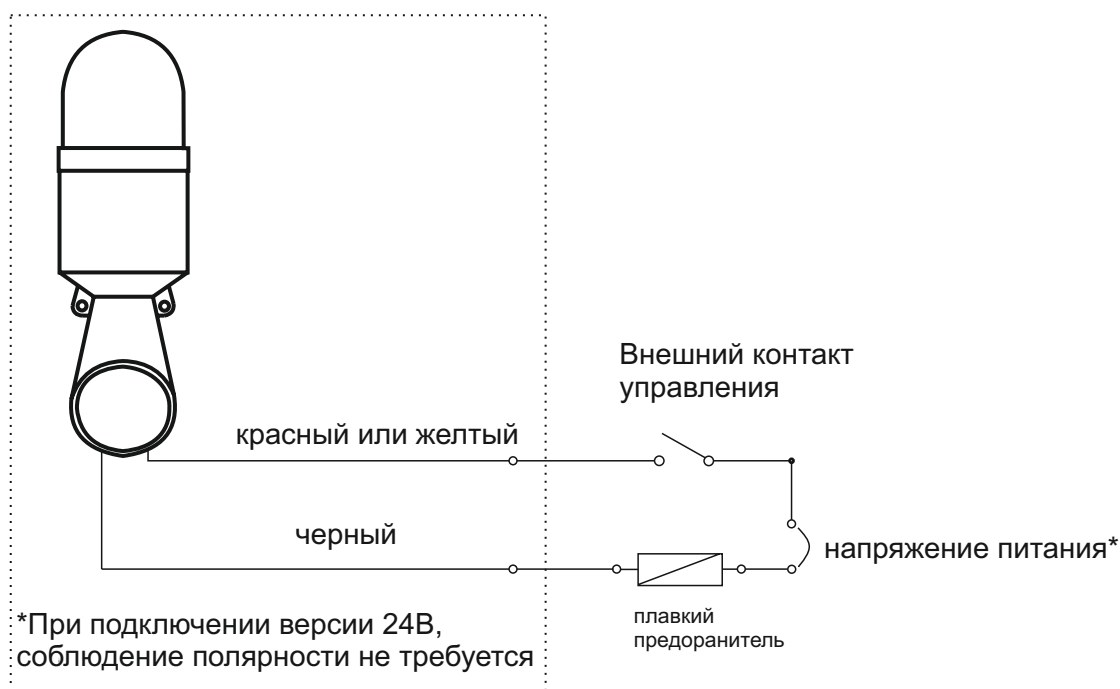 Внешний контакт
управления
красный или желтый
черный
напряжение питания*
плавкий
предоранитель
*При подключении версии 24В,
соблюдение полярности не требуется